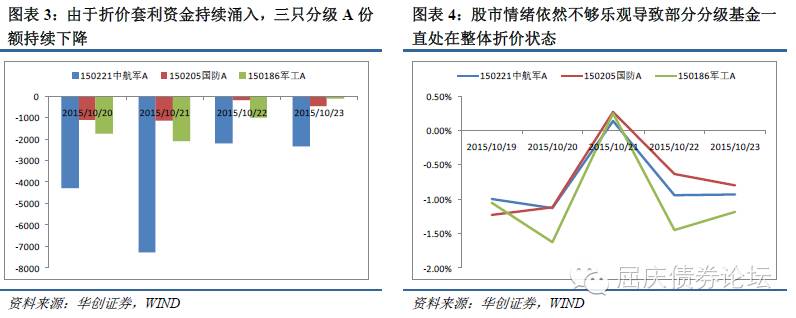 图表 3：由于折价套利资金持续涌入，三只分级 A 份
额持续下降
150221中航军A 150205国防A 150186军工A
0
-1000
-2000
-3000
-4000
-5000
-6000
-7000
-8000
2015/10/20 2015/10/21 2015/10/22 2015/10/23
资料来源：华创证券，WIND
图表 4：股市情绪依然不够乐观导致部分分级基金一
直处在整体折价状态
150221中航军A 150205国防A 150186军工A
0.50%
0.00%
-0.50%
-1.00%
-1.50%
-2.00%
2015/10/19 2015/10/20 2015/10/21 2015/10/22 2015/10/23
屈庆债券论坛
资料来源：华创证券，WIND